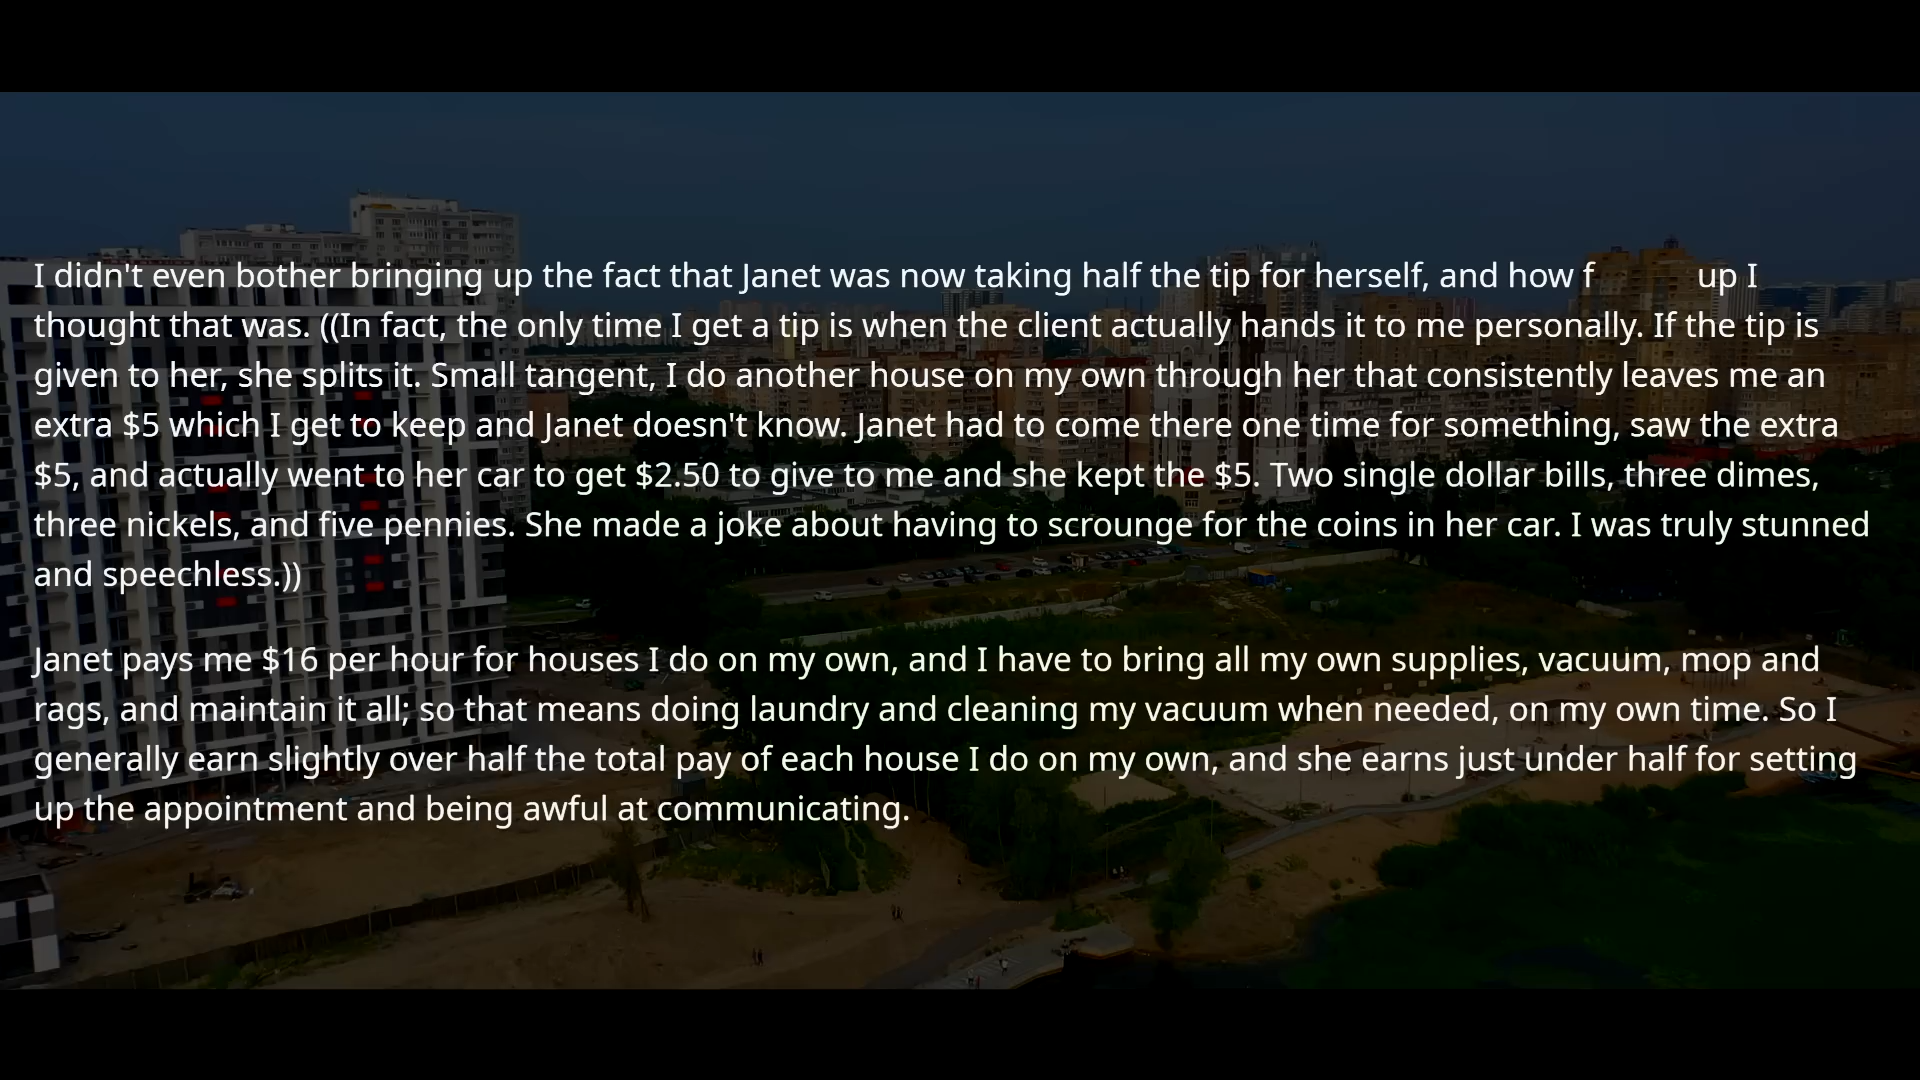 I didn't even bother bringing up the fact that Janet was now taking half the tip for herself, and how f up I
thought that was. ((In fact, the only time I get a tip is when the client actually hands it to me personally. If the tip is
given to her, she splits it. Small tangent, I do another house on my own through her that consistently leaves me an
extra $5 which I get to keep and Janet doesn't know. Janet had to come there one time for something, saw the extra
$5, and actually went to her car to get $2.50 to give to me and she kept the $5. Two single dollar bills, three dimes,
three nickels, and five pennies. She made a joke about having to scrounge for the coins in her car. I was truly stunned
and speechless.))
Janet pays me $16 per hour for houses I do on my own, and I have to bring all my own supplies, vacuum, mop and
rags, and maintain it all; so that means doing laundry and cleaning my vacuum when needed, on my own time. So I
generally earn slightly over half the total pay of each house I do on my own, and she earns just under half for setting
up the appointment and being awful at communicating.